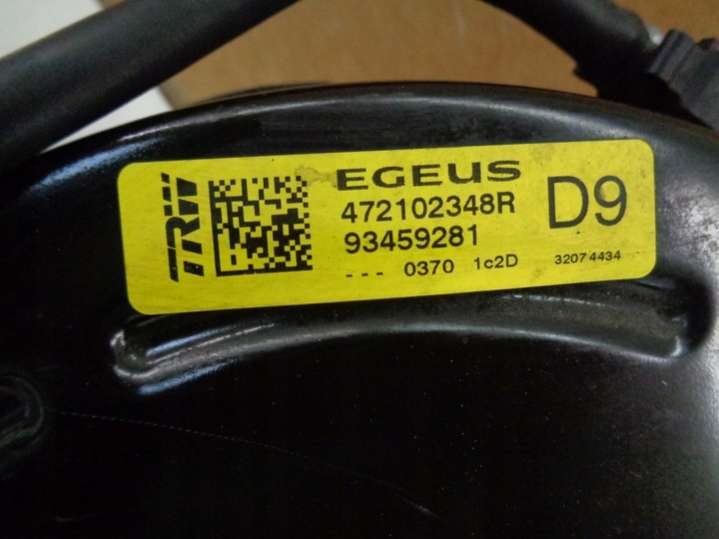 TRW
EGEUS
472102348R
93459281
D9
--- 0370 1c2D
32074434